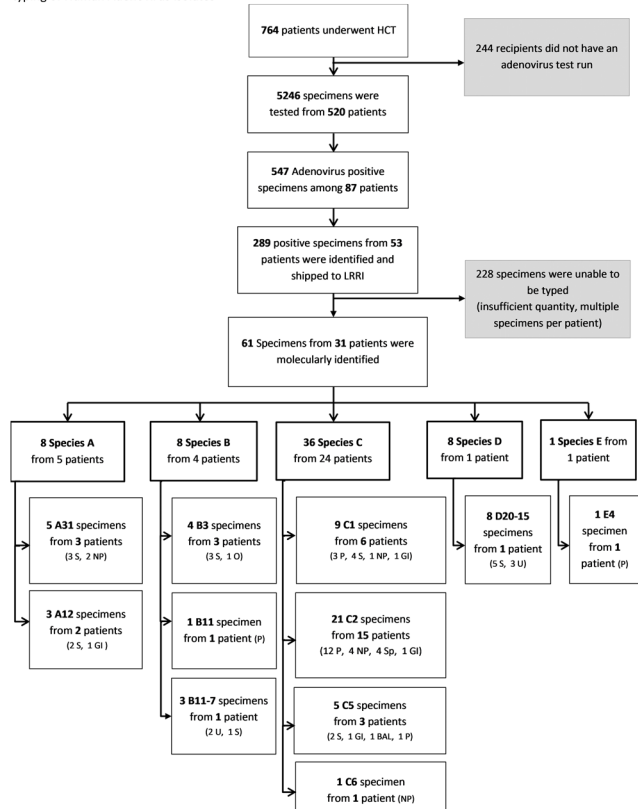 764 patients underwent HCT
244 recipients did not have an
adenovirus test run
5246 specimens were
tested from 520 patients
547 Adenovirus positive
specimens among 87 patients
289 positive specimens from 53
patients were identified and
shipped to LRRI
228 specimens were unable to
be typed
(insufficient quantity, multiple
specimens per patient)
61 Specimens from 31 patients were
molecularly identified
8 Species A
from 5 patients
8 Species B
from 4 patients
36 Species C
from 24 patients
8 Species D
from 1 patient
1 Species E from
1 patient
5 A31 specimens
from 3 patients
(3 S, 2 NP)
3 A12 specimens
from 2 patients
(2 S, 1 GI )
4 B3 specimens
from 3 patients
(3 S, 1 O)
1 B11 specimen
from 1 patient (P)
3 B11-7 specimens
from 1 patient
(2 U, 1 S)
9 C1 specimens
from 6 patients
(3 P, 4 S, 1 NP, 1 GI)
21 C2 specimens
from 15 patients
(12 P, 4 NP, 4 Sp, 1 GI)
5 C5 specimens
from 3 patients
(2 S, 1 GI, 1 BAL, 1 P)
1 C6 specimen
from 1 patient (NP)
8 D20-15
specimens
from 1 patient
(5 S, 3 U)
1 E4
specimen
from 1
patient (P)